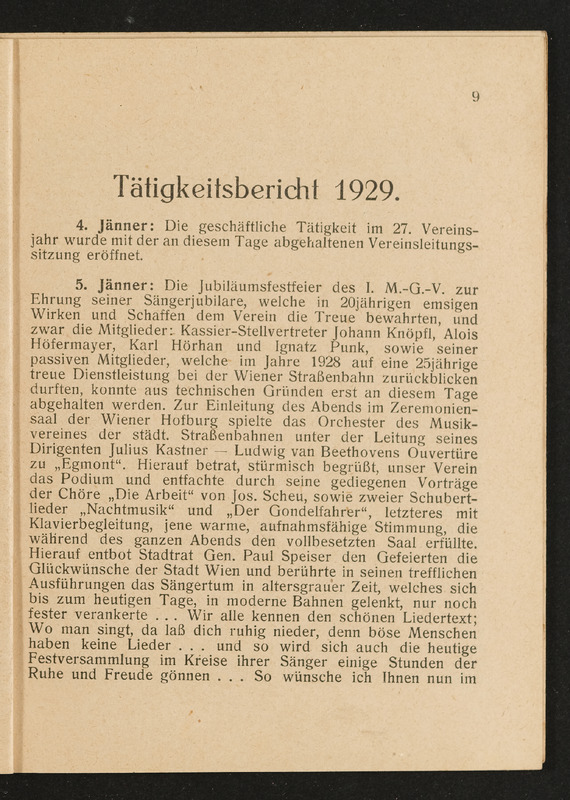 9
Tätigkeitsbericht 1929.
4. Jänner: Die geschäftliche Tätigkeit im 27. Vereins-
jahr wurde mit der an diesem Tage abgehaltenen Vereinsleitungs-
sitzung eröffnet.
5. Jänner: Die Jubiläumsfestfeier des I. M.-G.-V. zur
Ehrung seiner Sängerjubilare, welche in 20jährigen emsigen
Wirken und Schaffen dem Verein die Treue bewahrten, und
zwar die Mitglieder: Kassier-Stellvertreter Johann Knöpfl, Alois
Höfermayer, Karl Hörhan und Ignatz Punk, sowie seiner
passiven Mitglieder, welche im Jahre 1928 auf eine 25jährige
treue Dienstleistung bei der Wiener Straßenbahn zurückblicken
durften, konnte aus technischen Gründen erst an diesem Tage
abgehalten werden. Zur Einleitung des Abends im Zeremonien-
saal der Wiener Hofburg spielte das Orchester des Musik-
vereines der städt. Straßenbahnen unter der Leitung seines
Dirigenten Julius Kastner — Ludwig van Beethovens Ouvertüre
zu „Egmont“. Hierauf betrat, stürmisch begrüßt, unser Verein
das Podium und entfachte durch seine gediegenen Vorträge
der Chöre „Die Arbeit“ von Jos. Scheu, sowie zweier Schubert-
lieder „Nachtmusik“ und „Der Gondelfahrer“, letzteres mit
Klavierbegleitung, jene warme, aufnahmsfähige Stimmung, die
während des ganzen Abends den vollbesetzten Saal erfüllte.
Hierauf entbot Stadtrat Gen. Paul Speiser den Gefeierten die
Glückwünsche der Stadt Wien und berührte in seinen trefflichen
Ausführungen das Sängertum in altersgrauer Zeit, welches sich
bis zum heutigen Tage, in moderne Bahnen gelenkt, nur noch
fester verankerte . . . Wir alle kennen den schönen Liedertext;
Wo man singt, da laß dich ruhig nieder, denn böse Menschen
haben keine Lieder . . . und so wird sich auch die heutige
Festversammlung im Kreise ihrer Sänger einige Stunden der
Ruhe und Freude gönnen . . . So wünsche ich Ihnen nun im